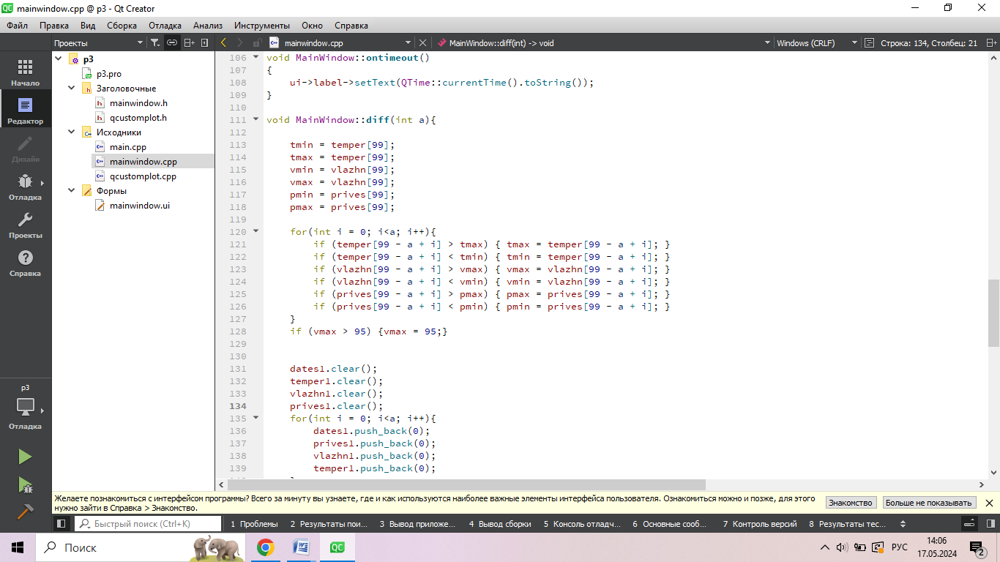 QC mainwindow.cpp @ p3 - Qt Creator
Файл Правка Вид Сборка Отладка Анализ Инструменты Окно Справка
Проекты mainwindow.cpp MainWindow::diff(int) -> void Windows (CRLF) Строка: 134, Столбец: 21
Начало
Редактор
Дизайн
Отладка
Проекты
Справка
p3
Отладка
p3
p3.pro
Заголовочные
mainwindow.h
qcustomplot.h
Исходники
main.cpp
mainwindow.cpp
qcustomplot.cpp
Формы
mainwindow.ui
106 void MainWindow::ontimeout()
107 {
108 ui->label->setText(QTime::currentTime().toString());
109 }
110
111 void MainWindow::diff(int a){
112
113 tmin = temper[99];
114 tmax = temper[99];
115 vmin = vlazhn[99];
116 vmax = vlazhn[99];
117 pmin = prives[99];
118 pmax = prives[99];
119
120 for(int i = 0; i<a; i++){
121 if (temper[99 - a + i] > tmax) { tmax = temper[99 - a + i]; }
122 if (temper[99 - a + i] < tmin) { tmin = temper[99 - a + i]; }
123 if (vlazhn[99 - a + i] > vmax) { vmax = vlazhn[99 - a + i]; }
124 if (vlazhn[99 - a + i] < vmin) { vmin = vlazhn[99 - a + i]; }
125 if (prives[99 - a + i] > pmax) { pmax = prives[99 - a + i]; }
126 if (prives[99 - a + i] < pmin) { pmin = prives[99 - a + i]; }
127 }
128 if (vmax > 95) {vmax = 95;}
129
130
131 dates1.clear();
132 temper1.clear();
133 vlazhn1.clear();
134 prives1.clear();
135 for(int i = 0; i<a; i++){
136 dates1.push_back(0);
137 prives1.push_back(0);
138 vlazhn1.push_back(0);
139 temper1.push_back(0);
Желаете познакомиться с интерфейсом программы? Всего за минуту вы узнаете, где и как используются наиболее важные элементы интерфейса пользователя. Ознакомиться можно и позже, для этого
нужно зайти в Справка > Знакомство.
Знакомство Больше не показывать
Быстрый поиск (Ctrl+K) 1 Проблемы 2 Результаты пои... 3 Вывод приложе... 4 Вывод сборки 5 Консоль отладч... 6 Основные сооб... 7 Контроль версий 8 Результаты тес...
Поиск QC РУС 14:06
17.05.2024 2